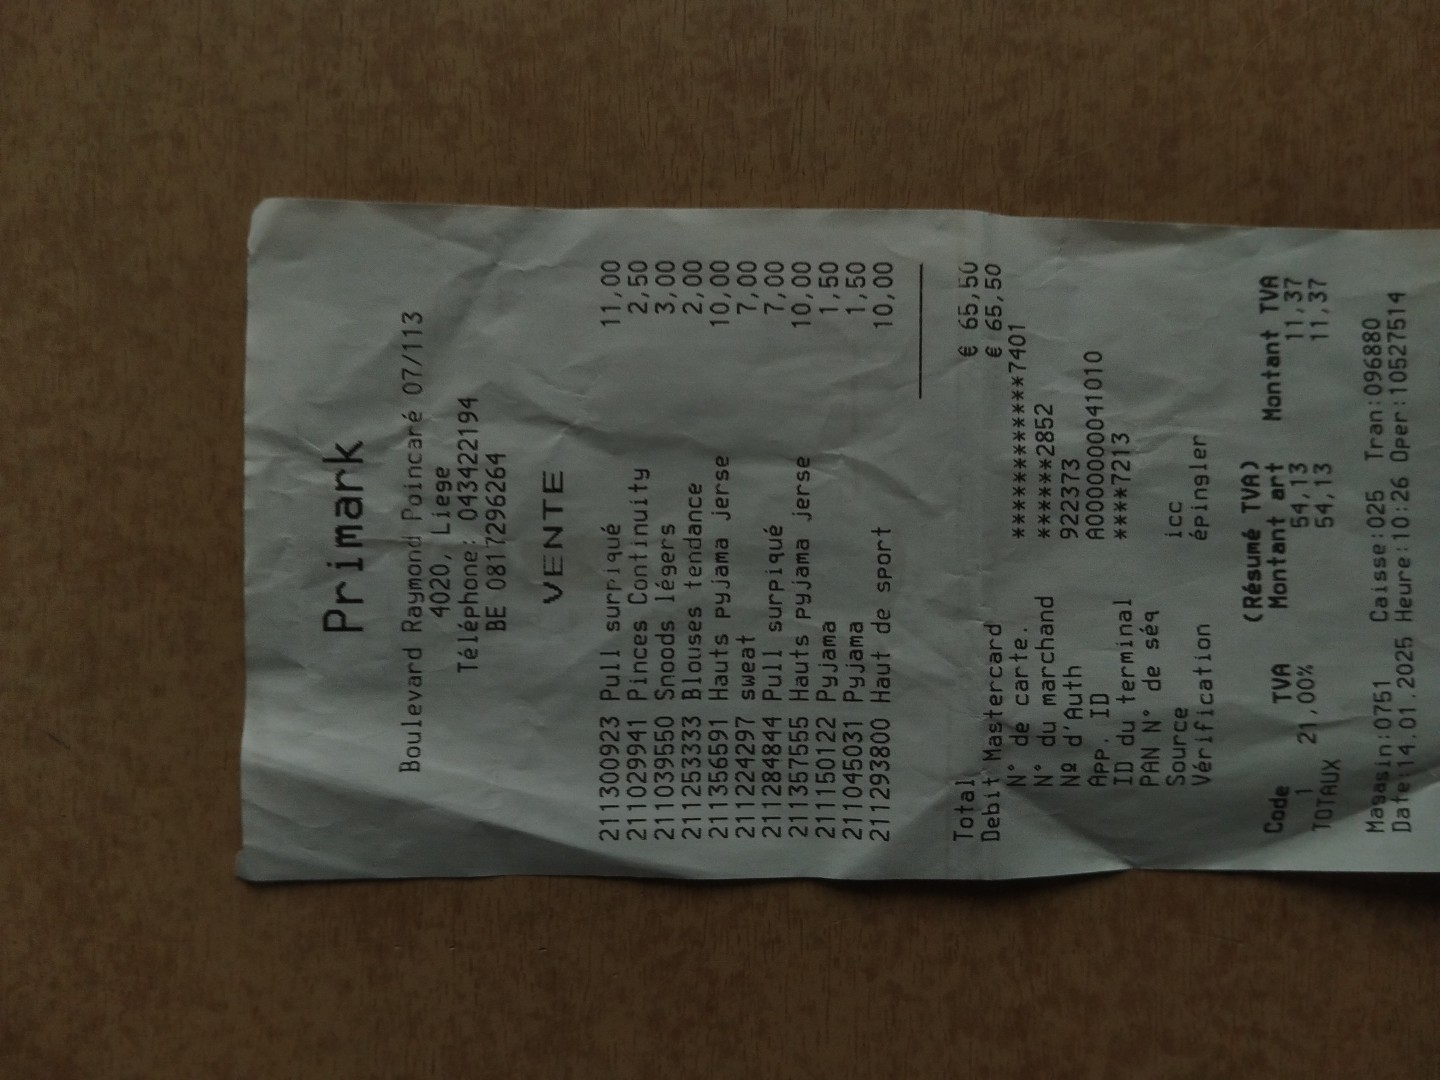 Primark
Boulevard Raymond Poincaré 07/113
4020, Liege
Téléphone: 043422194
BE 0817296264
VENTE
211300923 Pull surpiqué 11,00
211029941 Pinces Continuity 2,50
211039550 Snoods légers 3,00
211253333 Blouses tendance 2,00
211356591 Hauts pyjama jerse 10,00
211224297 sweat 7,00
211284844 Pull surpiqué 7,00
211357555 Hauts pyjama jerse 10,00
211150122 Pyjama 1,50
211045031 Pyjama 1,50
211293800 Haut de sport 10,00
Total € 65,50
Debit Mastercard € 65,50
N° de carte. ************7401
N° du marchand ******2852
Nº d'Auth 922373
App. ID A0000000041010
ID du terminal ****7213
PAN N° de séq
Source icc
Vérification épingler
(Résumé TVA)
Code TVA Montant art Montant TVA
1 21,00% 54,13 11,37
TOTAUX 54,13 11,37
Magasin:0751 Caisse:025 Tran:096880
Date:14.01.2025 Heure:10:26 Oper:10527514